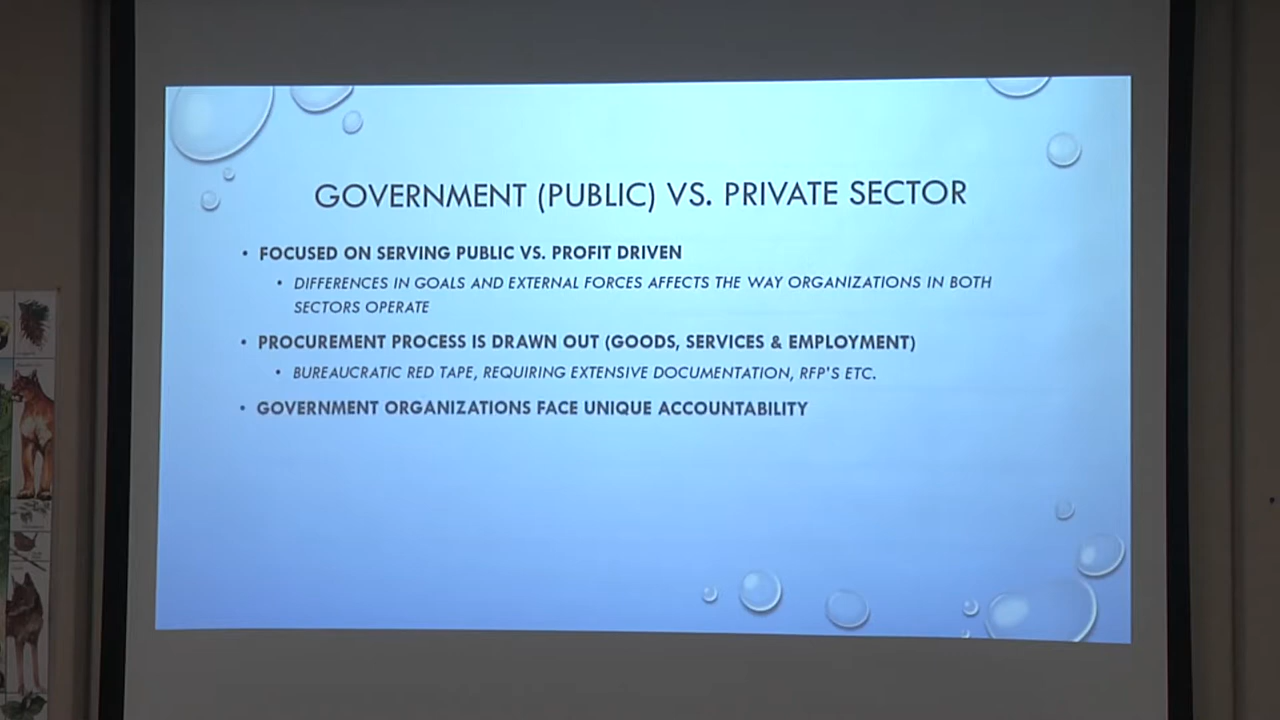 GOVERNMENT (PUBLIC) VS. PRIVATE SECTOR
• FOCUSED ON SERVING PUBLIC VS. PROFIT DRIVEN
• DIFFERENCES IN GOALS AND EXTERNAL FORCES AFFECTS THE WAY ORGANIZATIONS IN BOTH
SECTORS OPERATE
• PROCUREMENT PROCESS IS DRAWN OUT (GOODS, SERVICES & EMPLOYMENT)
• BUREAUCRATIC RED TAPE, REQUIRING EXTENSIVE DOCUMENTATION, RFP'S ETC.
• GOVERNMENT ORGANIZATIONS FACE UNIQUE ACCOUNTABILITY